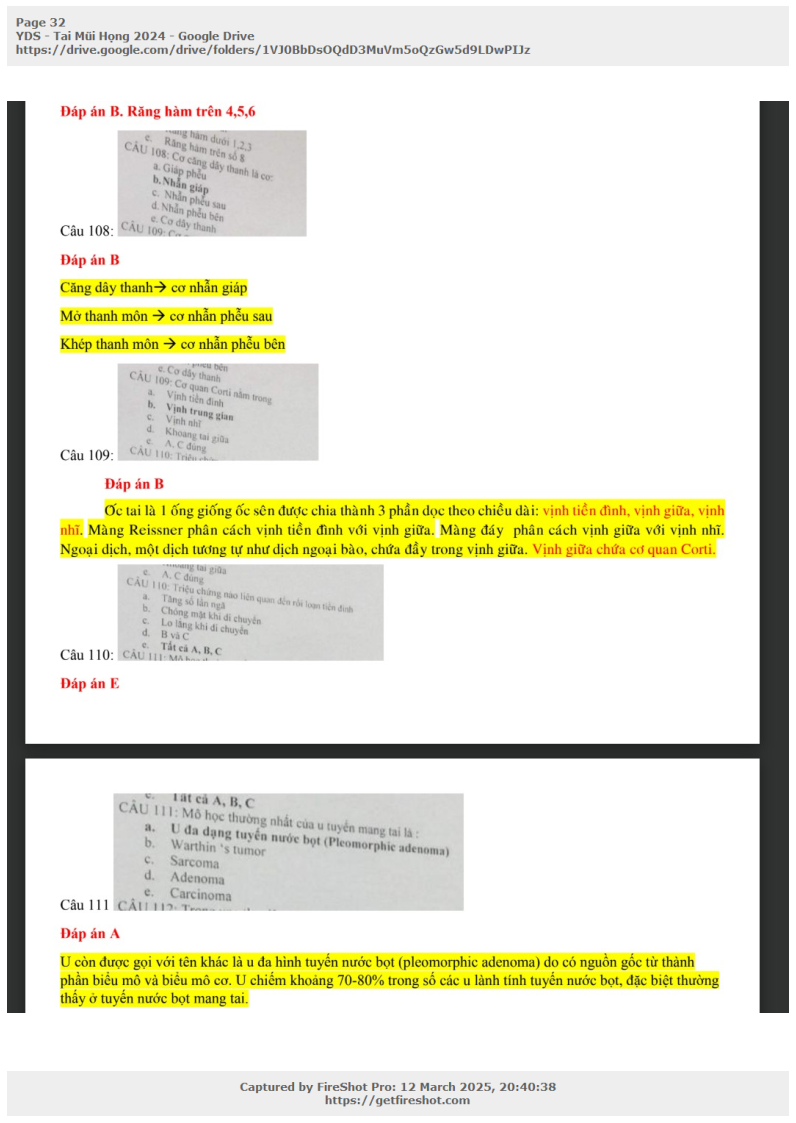 Page 32
YDS - Tai Mũi Họng 2024 - Google Drive
https://drive.google.com/drive/folders/1VJ0BbDsOQdD3MuVm5oQzGw5d9LDwPIJz
Đáp án B. Răng hàm trên 4,5,6
hàm dưới 1,2,3
e. Răng hàm trên số 8
CÂU 108: Cơ căng dây thanh là cơ:
a. Giáp phễu
b. Nhẫn giáp
c. Nhẫn phễu sau
d. Nhẫn phễu bên
e. Cơ dây thanh
CÂU 109:
Câu 108:
Đáp án B
Căng dây thanh→ cơ nhẫn giáp
Mở thanh môn → cơ nhẫn phễu sau
Khép thanh môn → cơ nhẫn phễu bên
phễu bên
e. Cơ dây thanh
CÂU 109: Cơ quan Corti nằm trong
a. Vịnh tiền đình
b. Vịnh trung gian
c. Vịnh nhĩ
d. Khoang tai giữa
e. A, C đúng
CÂU 110: Triệu
Câu 109:
Đáp án B
Ốc tai là 1 ống giống ốc sên được chia thành 3 phần dọc theo chiều dài: vịnh tiền đình, vịnh giữa, vịnh
nhĩ. Màng Reissner phân cách vịnh tiền đình với vịnh giữa. Màng đáy phân cách vịnh giữa với vịnh nhĩ.
Ngoại dịch, một dịch tương tự như dịch ngoại bào, chứa đầy trong vịnh giữa. Vịnh giữa chứa cơ quan Corti.
tai giữa
e. A, C đúng
CÂU 110: Triệu chứng nào liên quan đến rối loạn tiền đình
a. Tăng số lần ngã
b. Chóng mặt khi di chuyển
c. Lo lắng khi di chuyển
d. B và C
e. Tất cả A, B, C
CÂU 111: Mô
Câu 110:
Đáp án E
e. Tất cả A, B, C
CÂU 111: Mô học thường nhất của u tuyến mang tai là :
a. U đa dạng tuyến nước bọt (Pleomorphic adenoma)
b. Warthin 's tumor
c. Sarcoma
d. Adenoma
e. Carcinoma
CÂU 112:
Câu 111
Đáp án A
U còn được gọi với tên khác là u đa hình tuyến nước bọt (pleomorphic adenoma) do có nguồn gốc từ thành
phần biểu mô và biểu mô cơ. U chiếm khoảng 70-80% trong số các u lành tính tuyến nước bọt, đặc biệt thường
thấy ở tuyến nước bọt mang tai.
Captured by FireShot Pro: 12 March 2025, 20:40:38
https://getfireshot.com